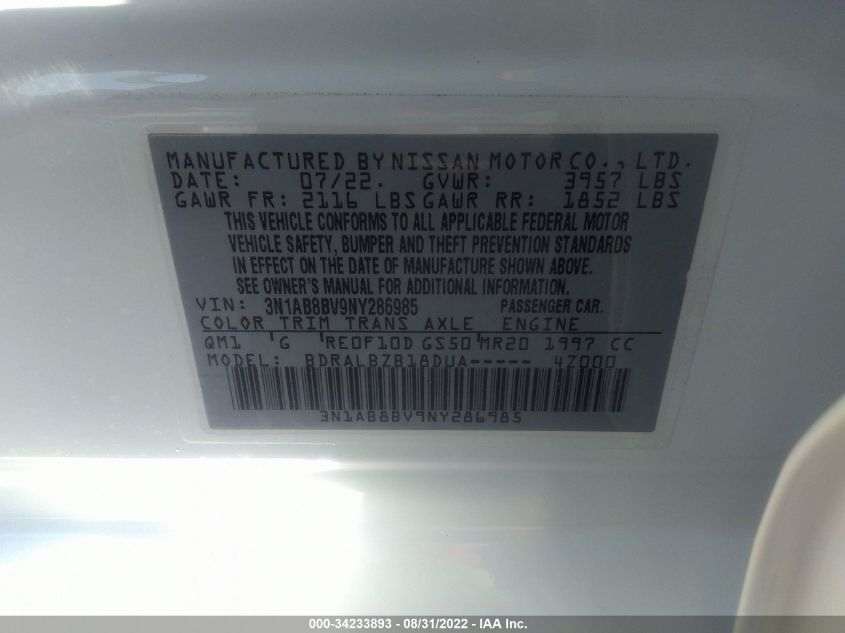 MANUFACTURED BY NISSAN MOTOR CO., LTD.
DATE: 07/22. GVWR: 3957 LBS
GAWR FR: 2116 LBS GAWR RR: 1852 LBS
THIS VEHICLE CONFORMS TO ALL APPLICABLE FEDERAL MOTOR
VEHICLE SAFETY, BUMPER AND THEFT PREVENTION STANDARDS
IN EFFECT ON THE DATE OF MANUFACTURE SHOWN ABOVE.
SEE OWNER'S MANUAL FOR ADDITIONAL INFORMATION.
VIN: 3N1AB8BV9NY286985 PASSENGER CAR.
COLOR TRIM TRANS AXLE ENGINE
QM1 'G 'RE0F10D GS50 'MR20 1997 CC
MODEL: BDRALBZB18DUA----- 4Z000
3N1AB8BV9NY286985
000-34233893 - 08/31/2022 - Copyright © IAA, Inc.